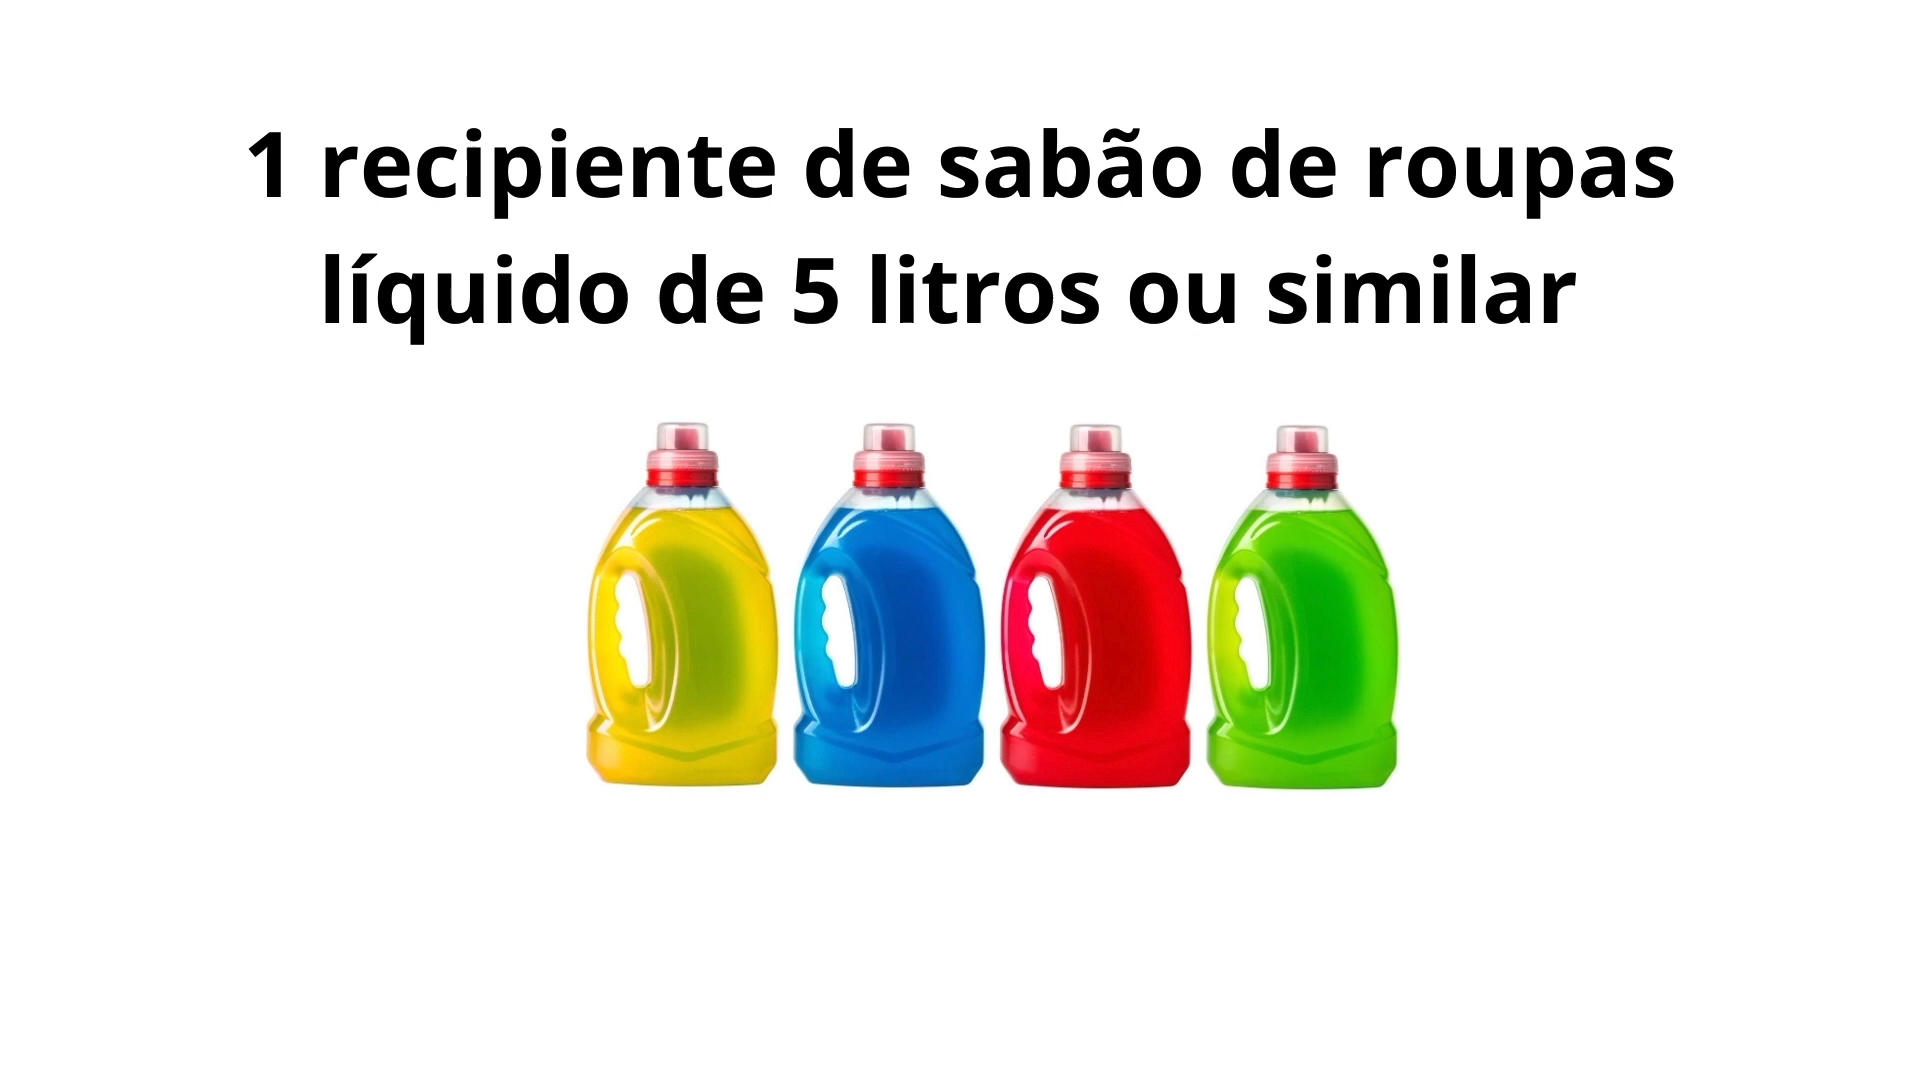 1 recipiente de sabão de roupas
líquido de 5 litros ou similar